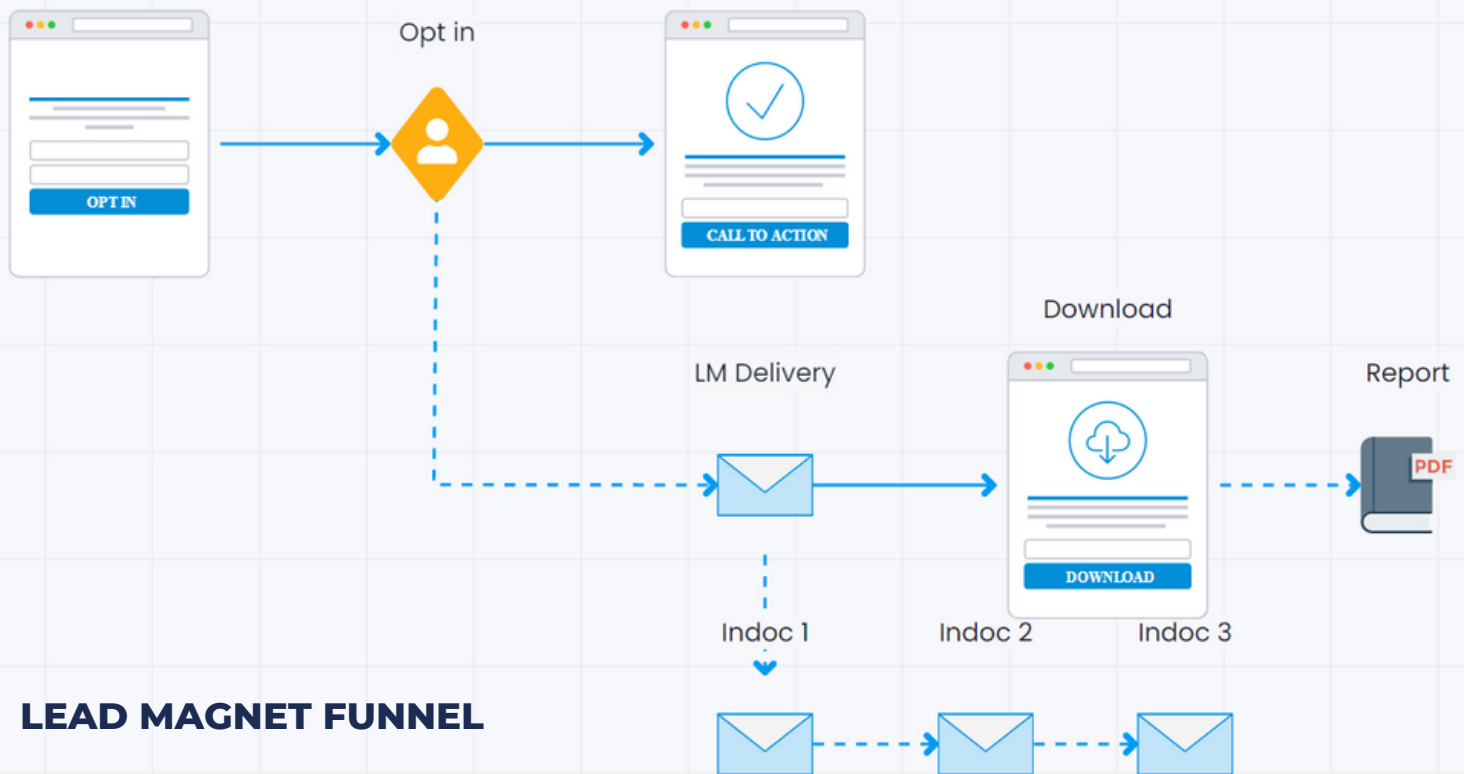 Opt in
OPT IN
CALL TO ACTION
Download
LM Delivery
Report
PDF
DOWNLOAD
Indoc 1
Indoc 2
Indoc 3
LEAD MAGNET FUNNEL